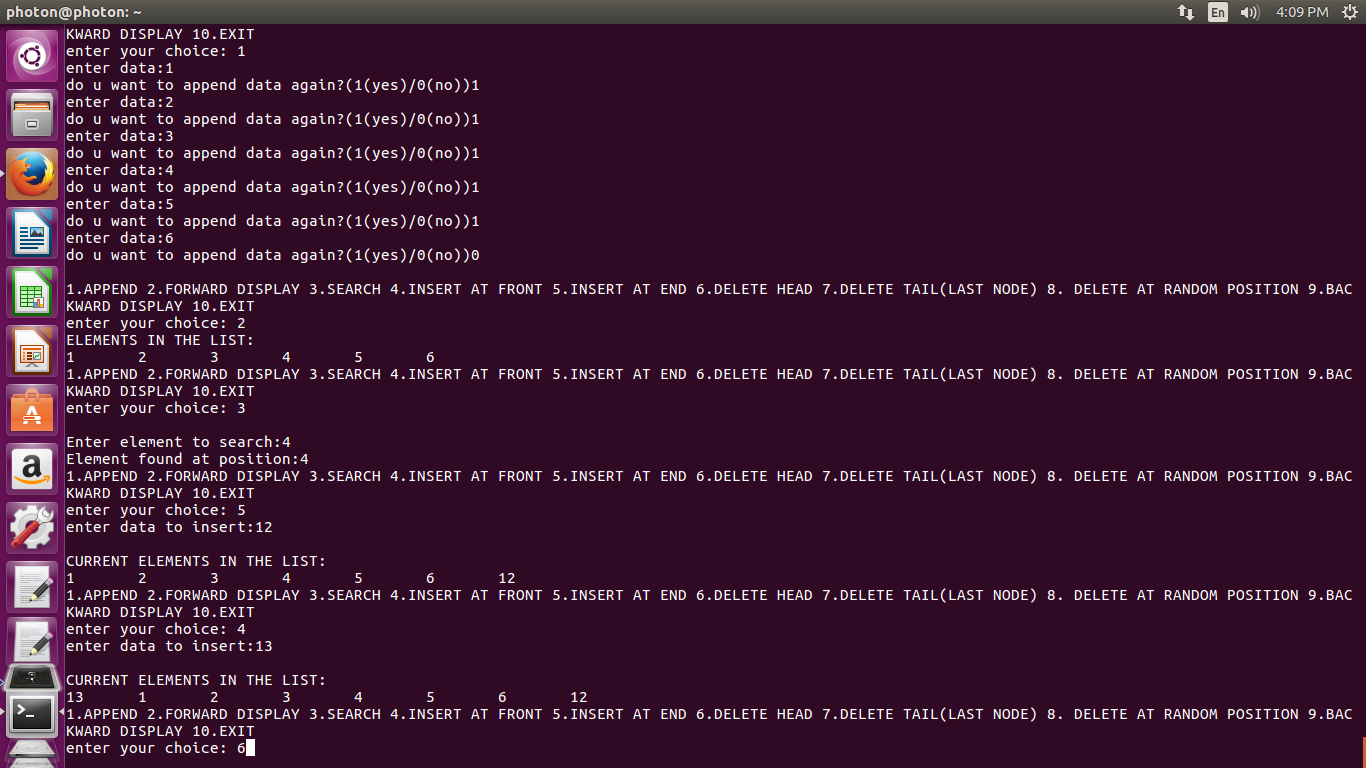 photon@photon: ~
En
4:09 PM
KWARD DISPLAY 10.EXIT
enter your choice: 1
enter data:1
do u want to append data again?(1(yes)/0(no))1
enter data:2
do u want to append data again?(1(yes)/0(no))1
enter data:3
do u want to append data again?(1(yes)/0(no))1
enter data:4
do u want to append data again?(1(yes)/0(no))1
enter data:5
do u want to append data again?(1(yes)/0(no))1
enter data:6
do u want to append data again?(1(yes)/0(no))0
1.APPEND 2.FORWARD DISPLAY 3.SEARCH 4.INSERT AT FRONT 5.INSERT AT END 6.DELETE HEAD 7.DELETE TAIL(LAST NODE) 8. DELETE AT RANDOM POSITION 9.BAC
KWARD DISPLAY 10.EXIT
enter your choice: 2
ELEMENTS IN THE LIST:
1 2 3 4 5 6
1.APPEND 2.FORWARD DISPLAY 3.SEARCH 4.INSERT AT FRONT 5.INSERT AT END 6.DELETE HEAD 7.DELETE TAIL(LAST NODE) 8. DELETE AT RANDOM POSITION 9.BAC
KWARD DISPLAY 10.EXIT
enter your choice: 3
Enter element to search:4
Element found at position:4
1.APPEND 2.FORWARD DISPLAY 3.SEARCH 4.INSERT AT FRONT 5.INSERT AT END 6.DELETE HEAD 7.DELETE TAIL(LAST NODE) 8. DELETE AT RANDOM POSITION 9.BAC
KWARD DISPLAY 10.EXIT
enter your choice: 5
enter data to insert:12
CURRENT ELEMENTS IN THE LIST:
1 2 3 4 5 6 12
1.APPEND 2.FORWARD DISPLAY 3.SEARCH 4.INSERT AT FRONT 5.INSERT AT END 6.DELETE HEAD 7.DELETE TAIL(LAST NODE) 8. DELETE AT RANDOM POSITION 9.BAC
KWARD DISPLAY 10.EXIT
enter your choice: 4
enter data to insert:13
CURRENT ELEMENTS IN THE LIST:
13 1 2 3 4 5 6 12
1.APPEND 2.FORWARD DISPLAY 3.SEARCH 4.INSERT AT FRONT 5.INSERT AT END 6.DELETE HEAD 7.DELETE TAIL(LAST NODE) 8. DELETE AT RANDOM POSITION 9.BAC
KWARD DISPLAY 10.EXIT
enter your choice: 6